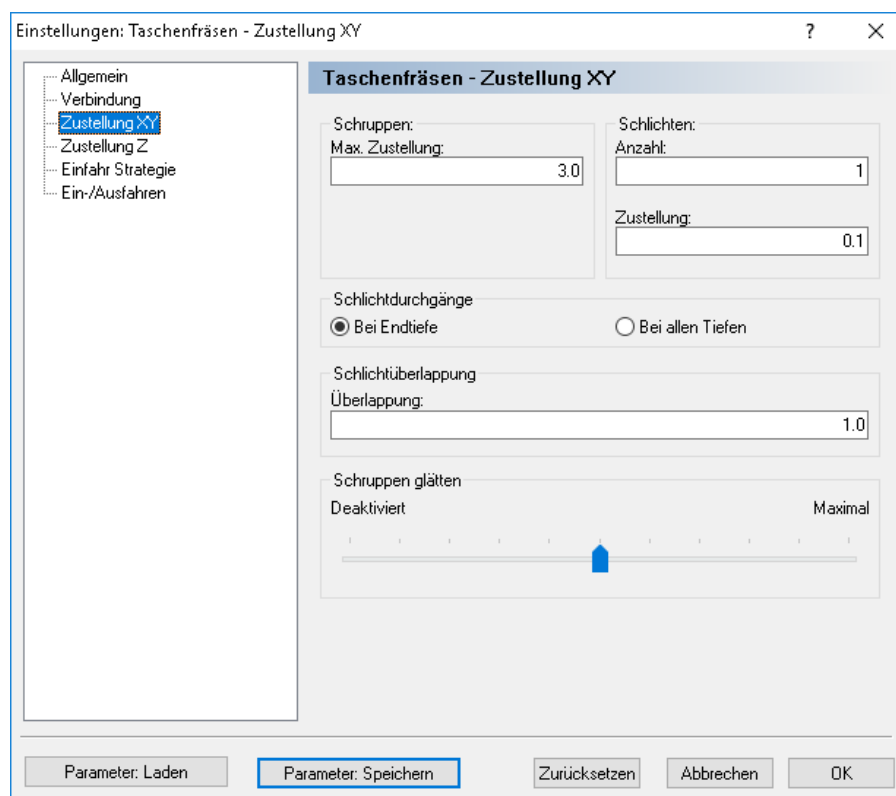 Einstellungen: Taschenfräsen - Zustellung XY
?
Allgemein
Verbindung
Zustellung XY
Zustellung Z
Einfahr Strategie
Ein-/Ausfahren
Taschenfräsen - Zustellung XY
Schruppen:
Max. Zustellung:
3.0
Schlichten:
Anzahl:
1
Zustellung:
0.1
Schlichtdurchgänge
Bei Endtiefe
Bei allen Tiefen
Schlichtüberlappung
Überlappung:
1.0
Schruppen glätten
Deaktiviert
Maximal
Parameter: Laden
Parameter: Speichern
Zurücksetzen
Abbrechen
OK